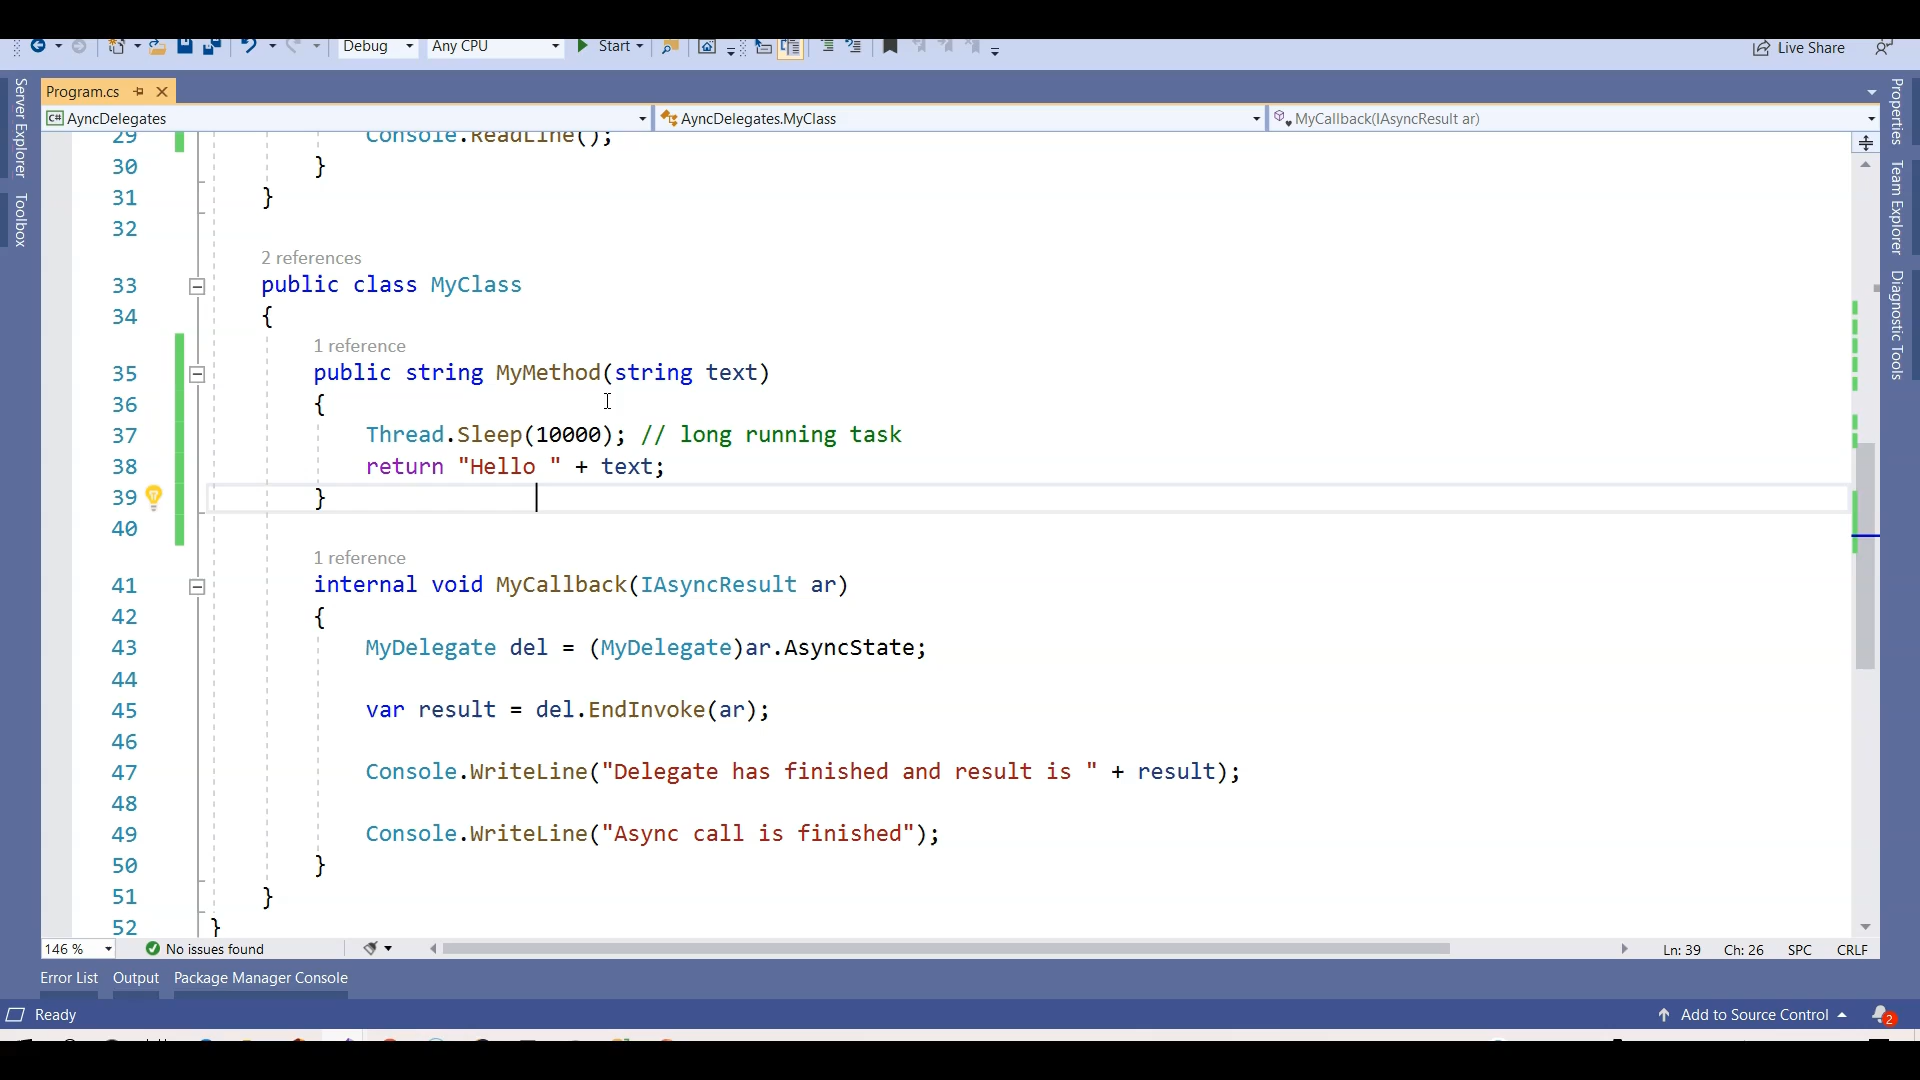 Debug Any CPU Start Live Share
Program.cs
AyncDelegates AyncDelegates.MyClass MyCallback(IAsyncResult ar)
Server Explorer
Toolbox
Properties
Team Explorer
Diagnostic Tools
29 Console.ReadLine();
30 }
31 }
32
2 references
33 public class MyClass
34 {
1 reference
35 public string MyMethod(string text)
36 {
37 Thread.Sleep(10000); // long running task
38 return "Hello " + text;
39 }
40
1 reference
41 internal void MyCallback(IAsyncResult ar)
42 {
43 MyDelegate del = (MyDelegate)ar.AsyncState;
44
45 var result = del.EndInvoke(ar);
46
47 Console.WriteLine("Delegate has finished and result is " + result);
48
49 Console.WriteLine("Async call is finished");
50 }
51 }
52 }
146 % No issues found Ln: 39 Ch: 26 SPC CRLF
Error List Output Package Manager Console
Ready Add to Source Control 2